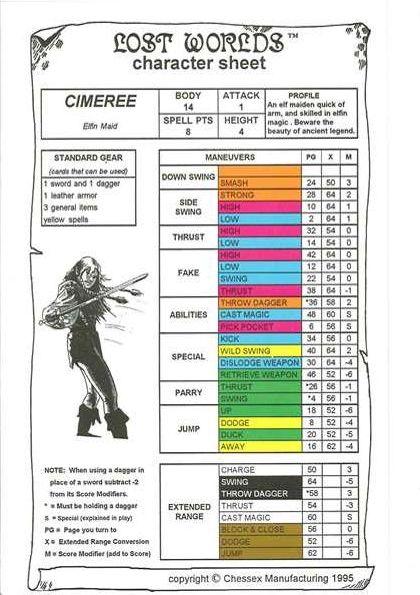 LOST WORLDS™
character sheet
CIMEREE
Elfin Maid
BODY 14
ATTACK 1
SPELL PTS 8
HEIGHT 4
PROFILE
An elf maiden quick of
arm, and skilled in elfin
magic. Beware the
beauty of ancient legend.
STANDARD GEAR
(cards that can be used)
1 sword and 1 dagger
1 leather armor
3 general items
yellow spells
MANEUVERS PG X M
DOWN SWING
SMASH 24 50 3
SIDE SWING
STRONG 28 64 2
HIGH 10 64 1
LOW 2 64 1
THRUST
HIGH 32 54 0
LOW 14 54 0
FAKE
HIGH 42 64 0
LOW 12 64 0
SWING 22 54 0
THRUST 38 64 -1
ABILITIES
THROW DAGGER *36 58 2
CAST MAGIC 48 60 S
PICK POCKET 6 56 S
SPECIAL
KICK 34 56 0
WILD SWING 40 64 2
DISLODGE WEAPON 30 64 -4
RETRIEVE WEAPON 46 52 -6
PARRY
THRUST *26 56 -1
SWING *4 56 -1
JUMP
UP 18 52 -6
DODGE 8 52 -4
DUCK 20 52 -5
AWAY 16 62 -4
NOTE: When using a dagger in
place of a sword subtract -2
from its Score Modifiers.
* = Must be holding a dagger
S = Special (explained in play)
PG = Page you turn to
X = Extended Range Conversion
M = Score Modifier (add to Score)
EXTENDED RANGE
CHARGE 50 3
SWING 64 -5
THROW DAGGER *58 3
THRUST 54 -3
CAST MAGIC 60 S
BLOCK & CLOSE 56 0
DODGE 52 -6
JUMP 62 -6
copyright © Chessex Manufacturing 1995